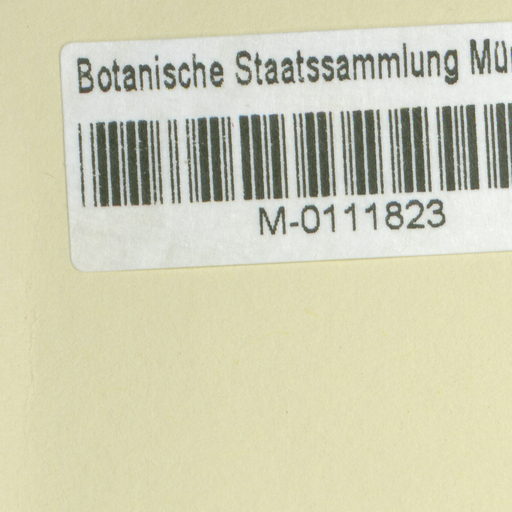 Botanische Staatssammlung Mü
M-0111823